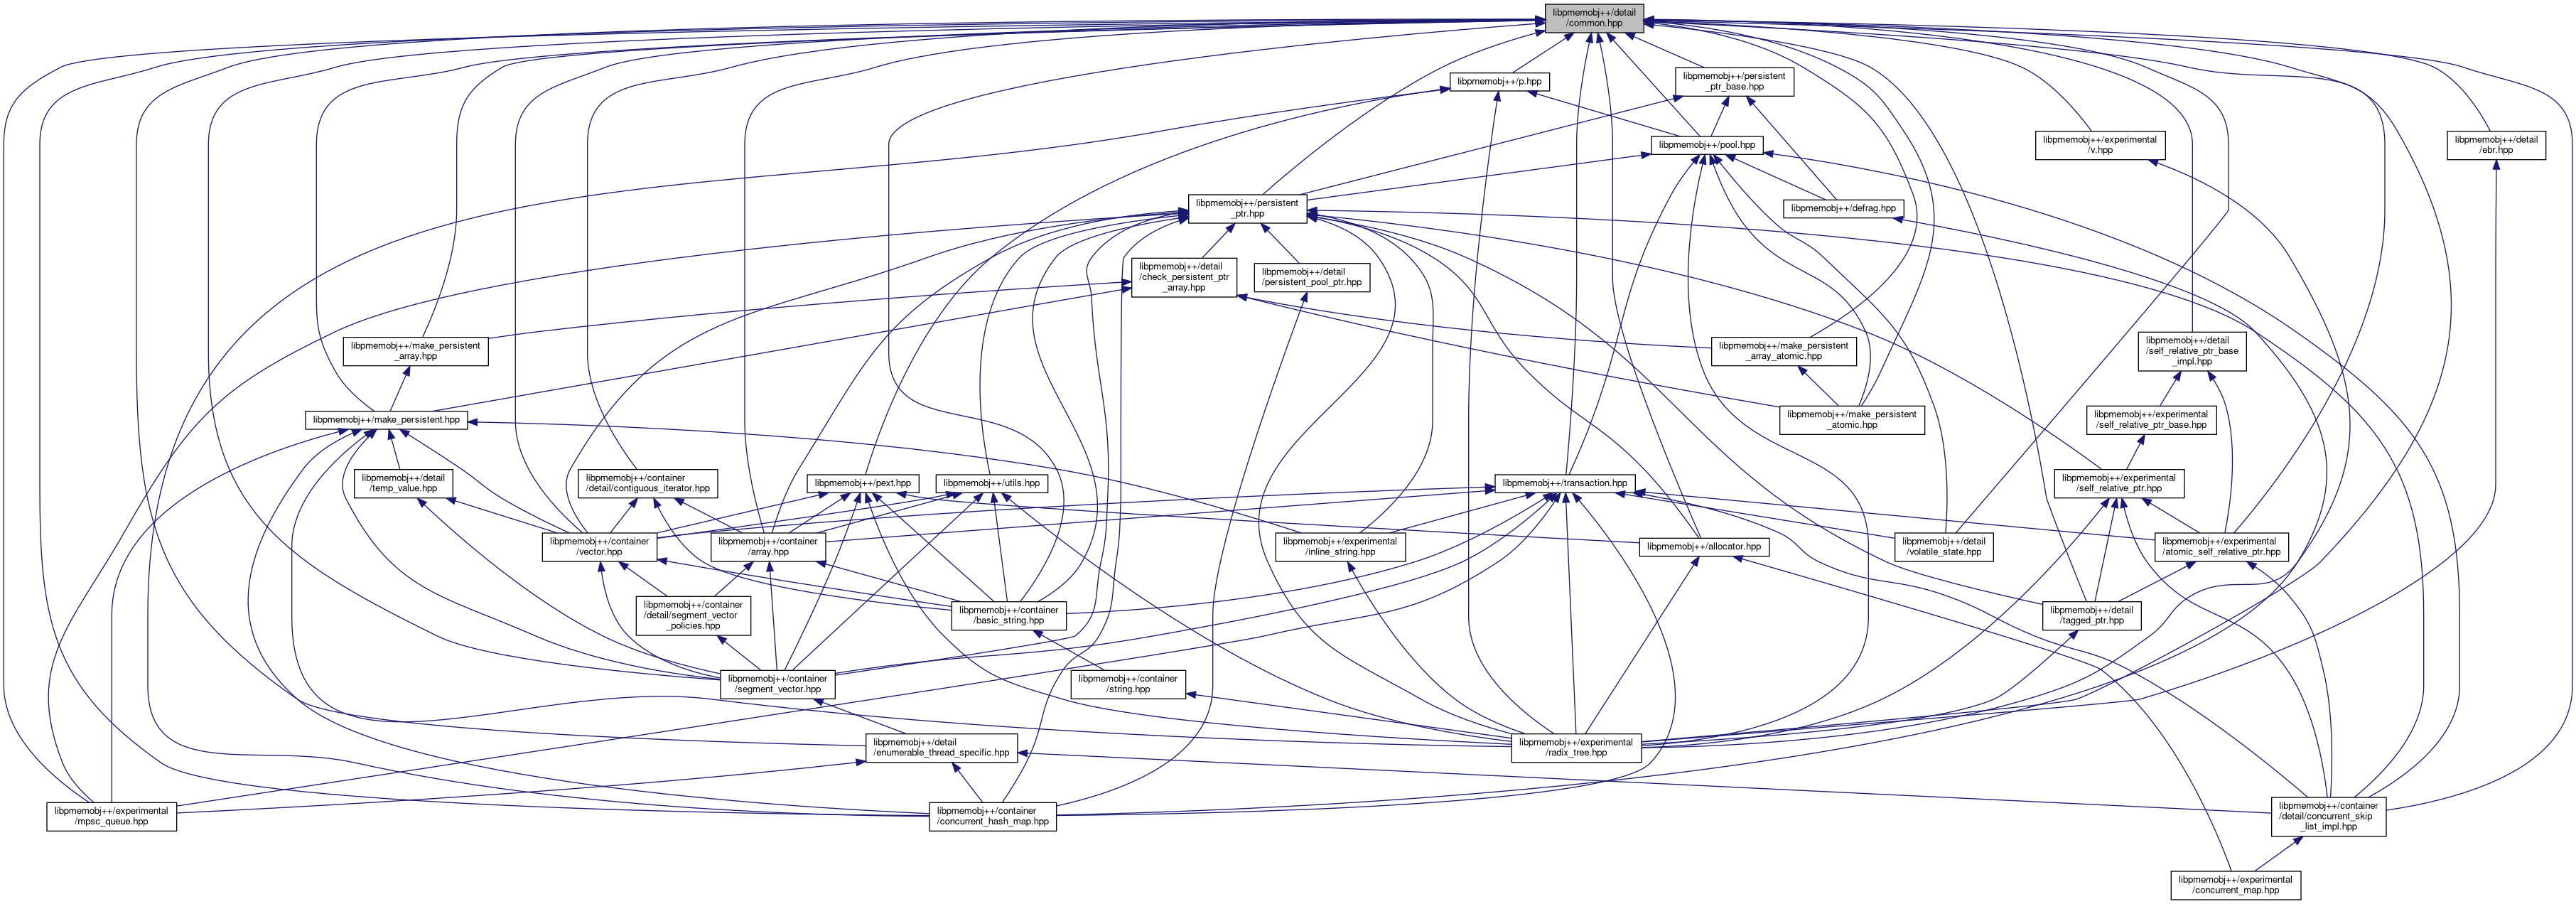 libpmemobj++/detail
/common.hpp
libpmemobj++/p.hpp
libpmemobj++/persistent
_ptr_base.hpp
libpmemobj++/pool.hpp
libpmemobj++/experimental
/v.hpp
libpmemobj++/detail
/ebr.hpp
libpmemobj++/persistent
_ptr.hpp
libpmemobj++/defrag.hpp
libpmemobj++/detail
/check_persistent_ptr
_array.hpp
libpmemobj++/detail
/persistent_pool_ptr.hpp
libpmemobj++/make_persistent
_array.hpp
libpmemobj++/make_persistent
_array_atomic.hpp
libpmemobj++/detail
/self_relative_ptr_base
_impl.hpp
libpmemobj++/make_persistent.hpp
libpmemobj++/make_persistent
_atomic.hpp
libpmemobj++/experimental
/self_relative_ptr_base.hpp
libpmemobj++/detail
/temp_value.hpp
libpmemobj++/container
/detail/contiguous_iterator.hpp
libpmemobj++/pext.hpp
libpmemobj++/utils.hpp
libpmemobj++/transaction.hpp
libpmemobj++/experimental
/self_relative_ptr.hpp
libpmemobj++/container
/vector.hpp
libpmemobj++/container
/array.hpp
libpmemobj++/experimental
/inline_string.hpp
libpmemobj++/allocator.hpp
libpmemobj++/detail
/volatile_state.hpp
libpmemobj++/experimental
/atomic_self_relative_ptr.hpp
libpmemobj++/container
/detail/segment_vector
_policies.hpp
libpmemobj++/container
/basic_string.hpp
libpmemobj++/detail
/tagged_ptr.hpp
libpmemobj++/container
/segment_vector.hpp
libpmemobj++/container
/string.hpp
libpmemobj++/detail
/enumerable_thread_specific.hpp
libpmemobj++/experimental
/radix_tree.hpp
libpmemobj++/experimental
/mpsc_queue.hpp
libpmemobj++/container
/concurrent_hash_map.hpp
libpmemobj++/container
/detail/concurrent_skip
_list_impl.hpp
libpmemobj++/experimental
/concurrent_map.hpp